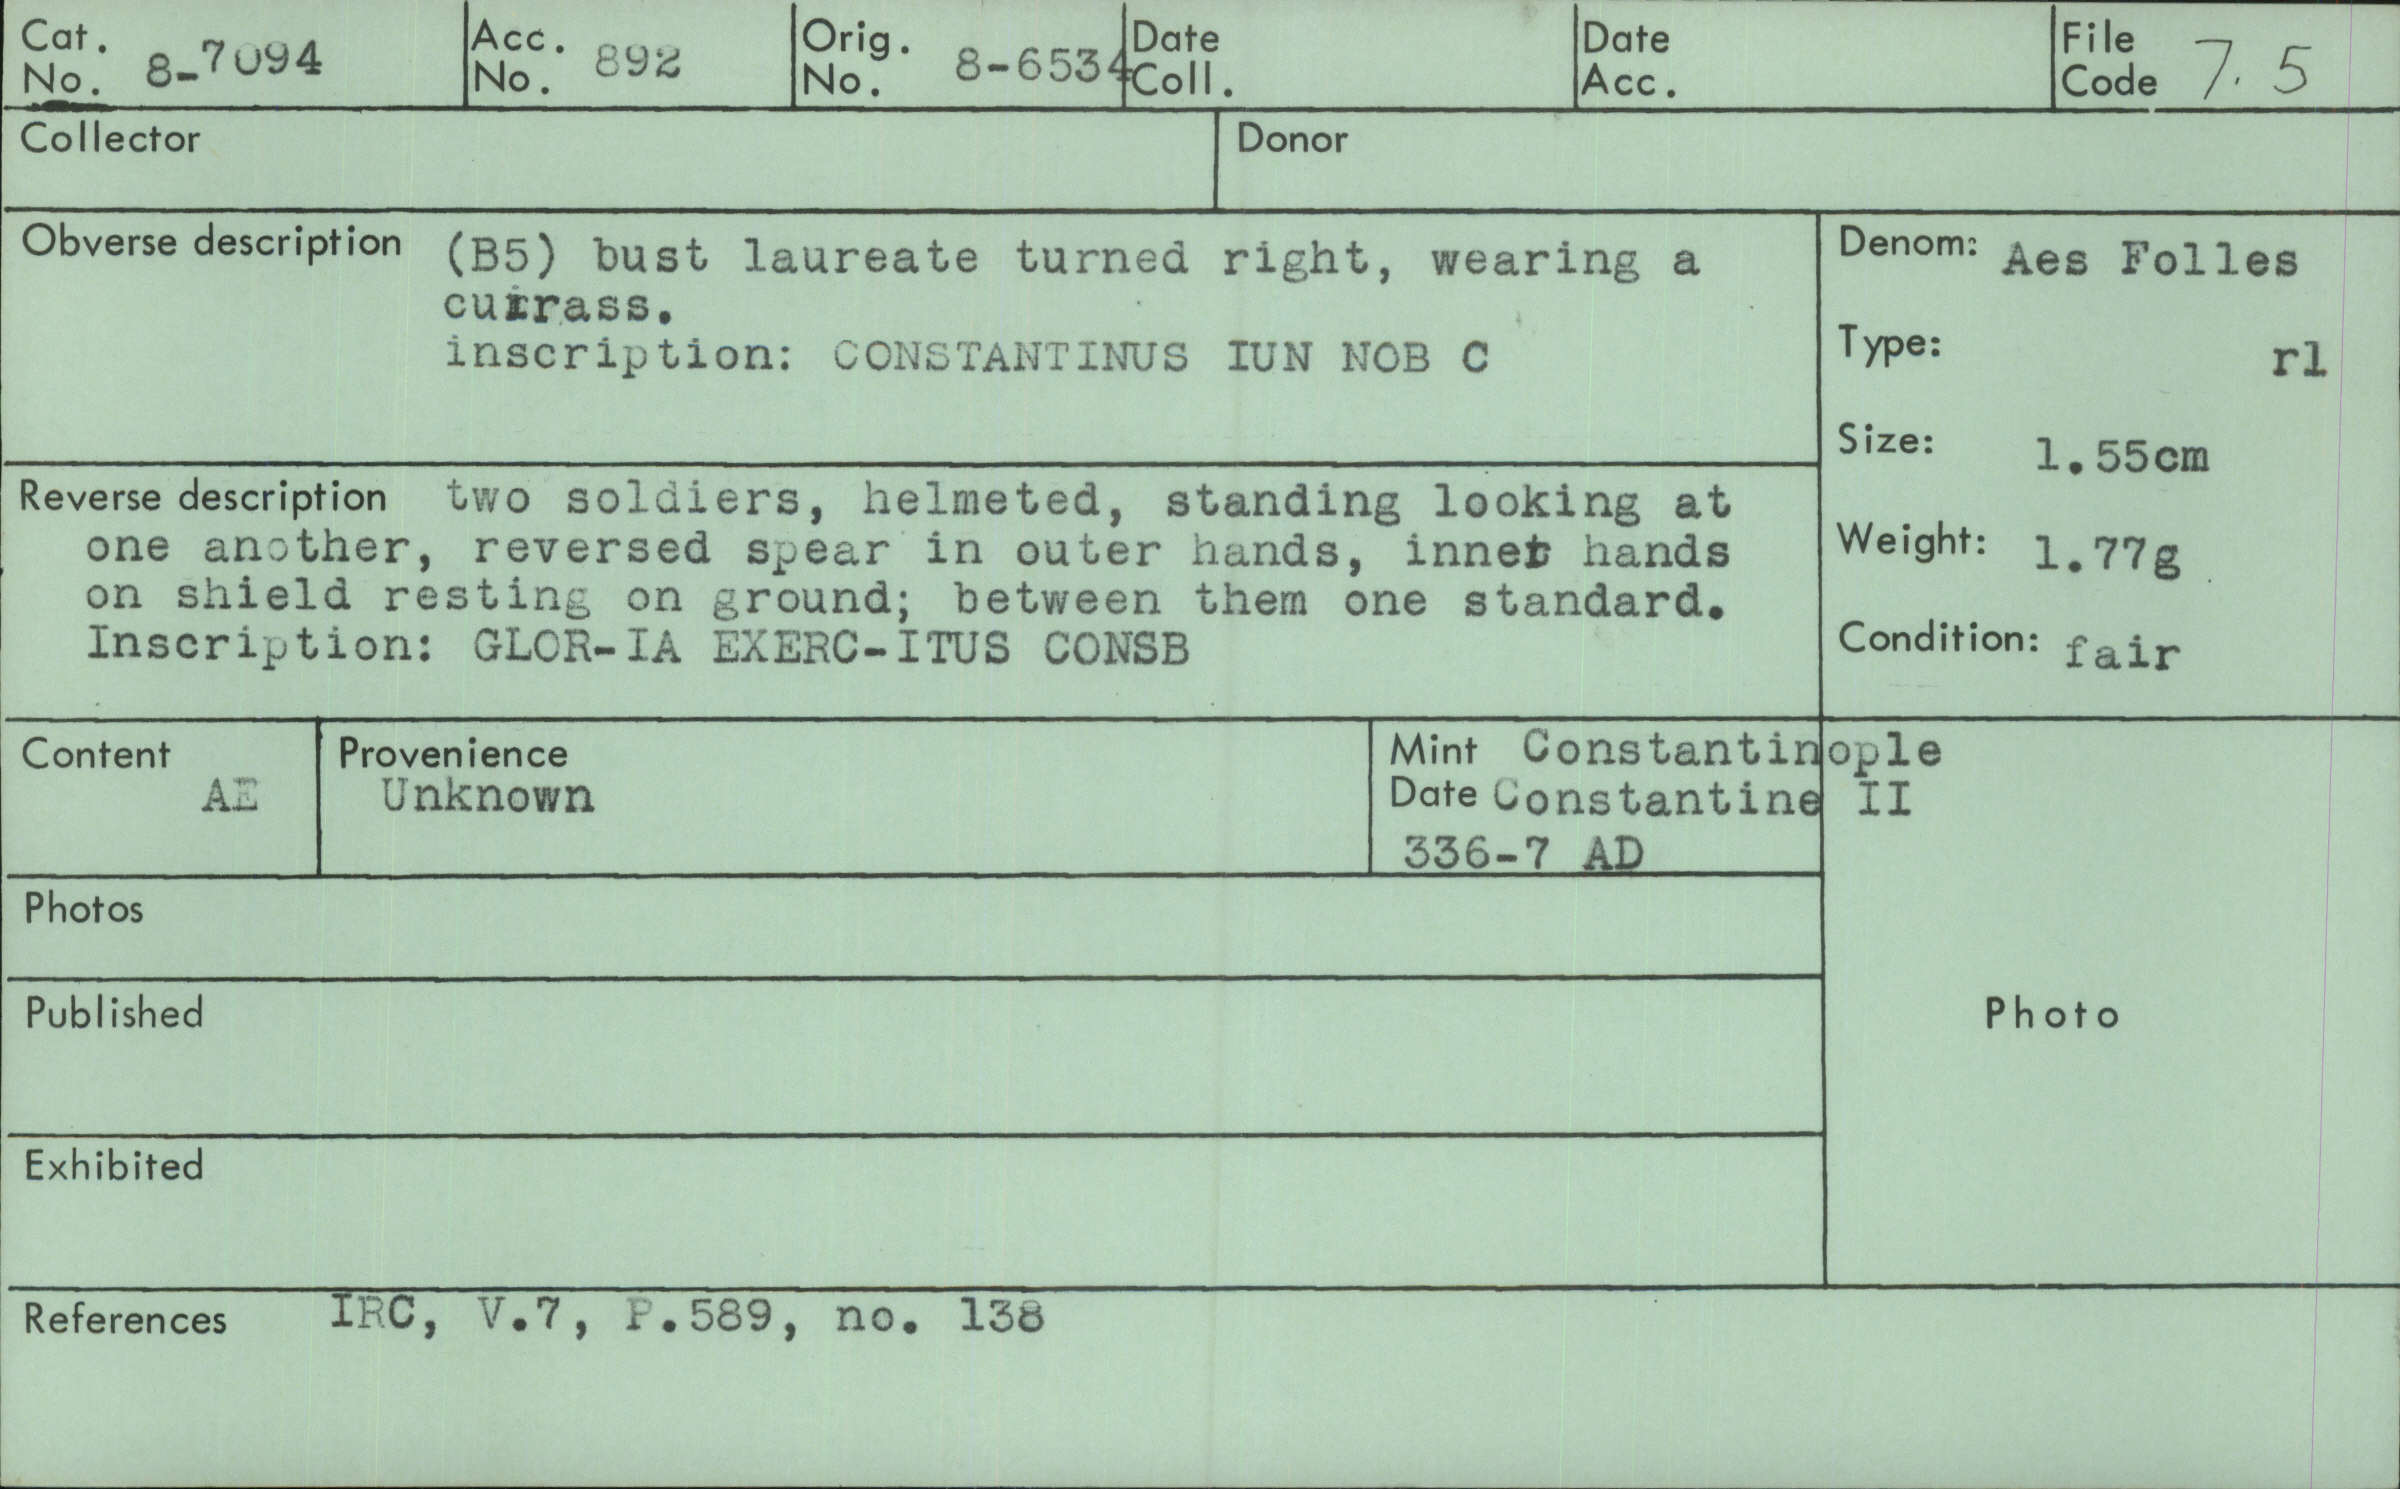 Cat. No. 8-7094 Acc. No. 892 Orig. No. 8-6534 Date Coll. Date Acc. File Code 7.5
Collector Donor
Obverse description (B5) bust laureate turned right, wearing a
cuirass.
inscription: CONSTANTINUS IUN NOB C
Denom: Aes Folles
Type: r1
Size: 1.55cm
Weight: 1.77g
Condition: fair
Reverse description two soldiers, helmeted, standing looking at
one another, reversed spear in outer hands, inner hands
on shield resting on ground; between them one standard.
Inscription: GLOR-IA EXERC-ITUS CONSB
Content AE
Provenience Unknown
Mint Constantinople
Date Constantine II
336-7 AD
Photos
Published
Photo
Exhibited
References IRC, V.7, P.589, no. 138